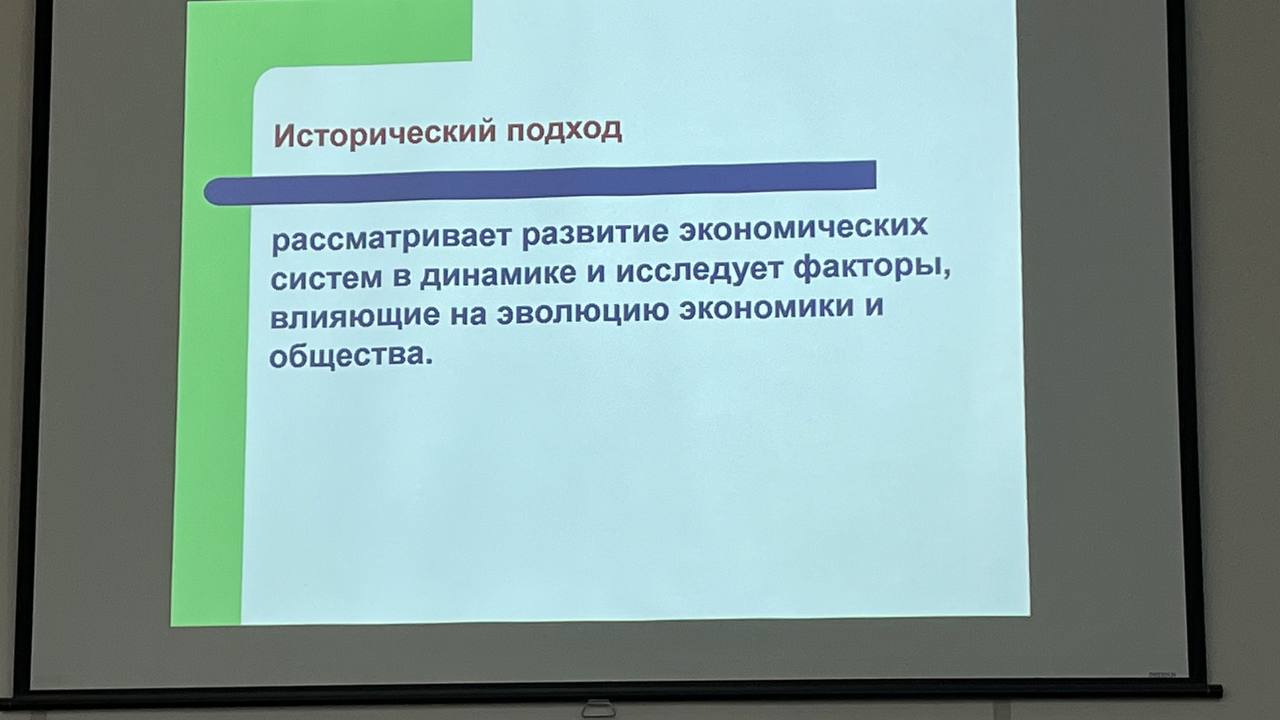 Исторический подход
рассматривает развитие экономических
систем в динамике и исследует факторы,
влияющие на эволюцию экономики и
общества.